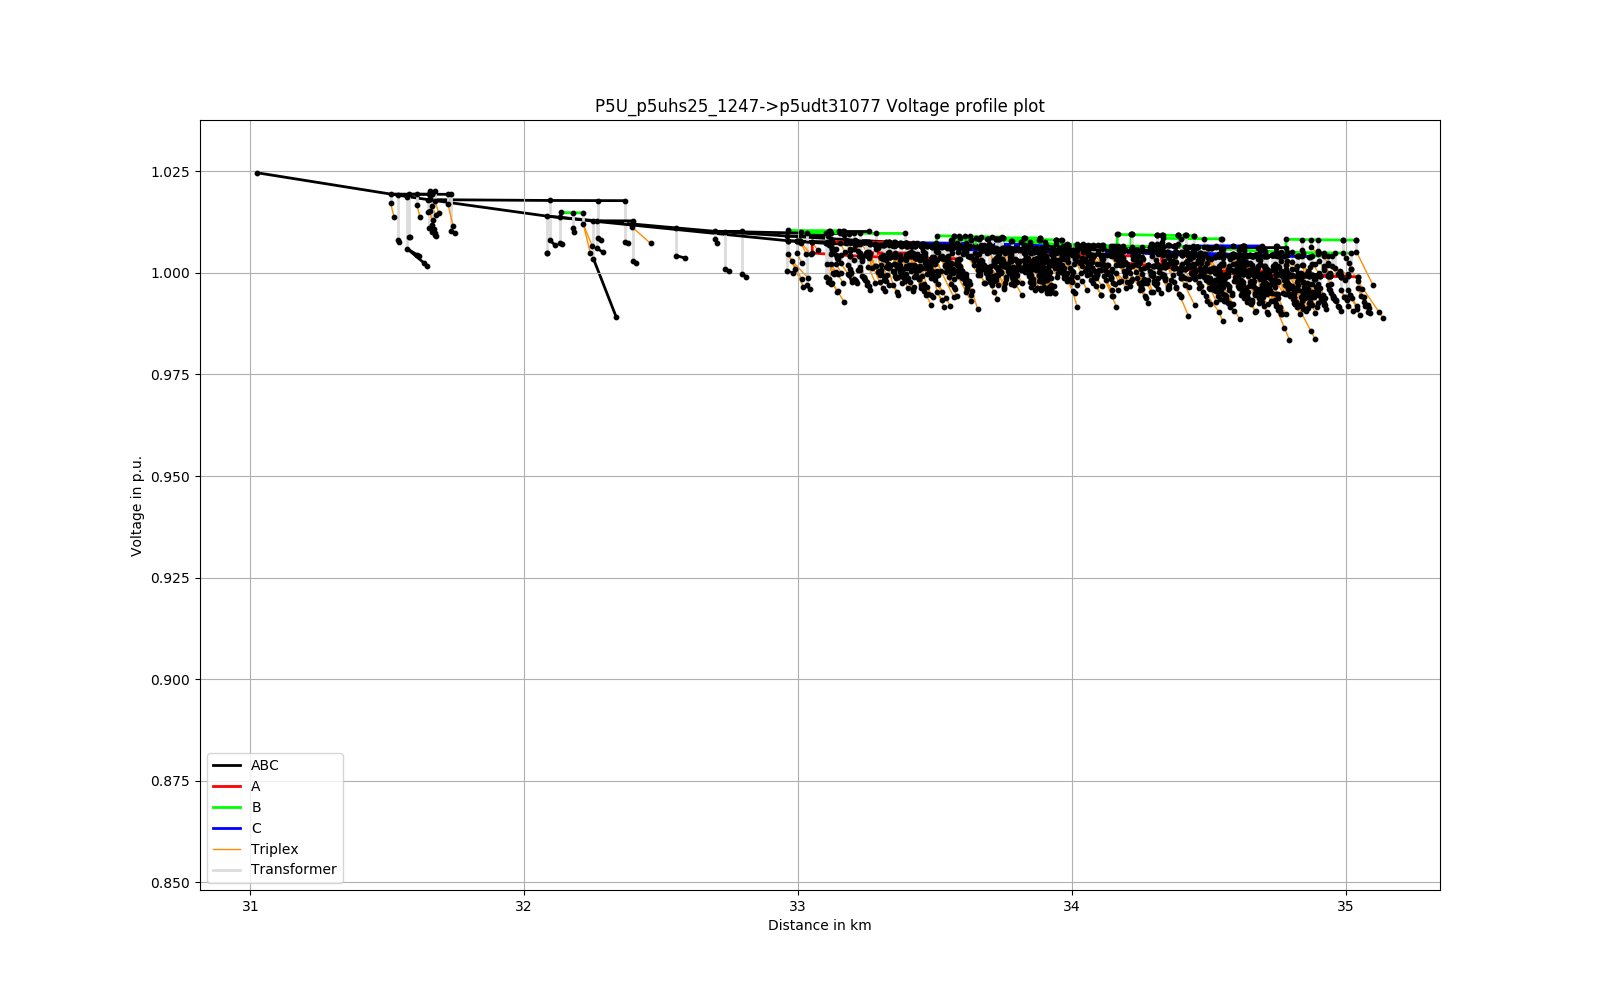 P5U_p5uhs25_1247->p5udt31077 Voltage profile plot
1.025
1.000
0.975
0.950
0.925
0.900
0.875
0.850
Voltage in p.u.
ABC
A
B
C
Triplex
Transformer
31
32
33
34
35
Distance in km